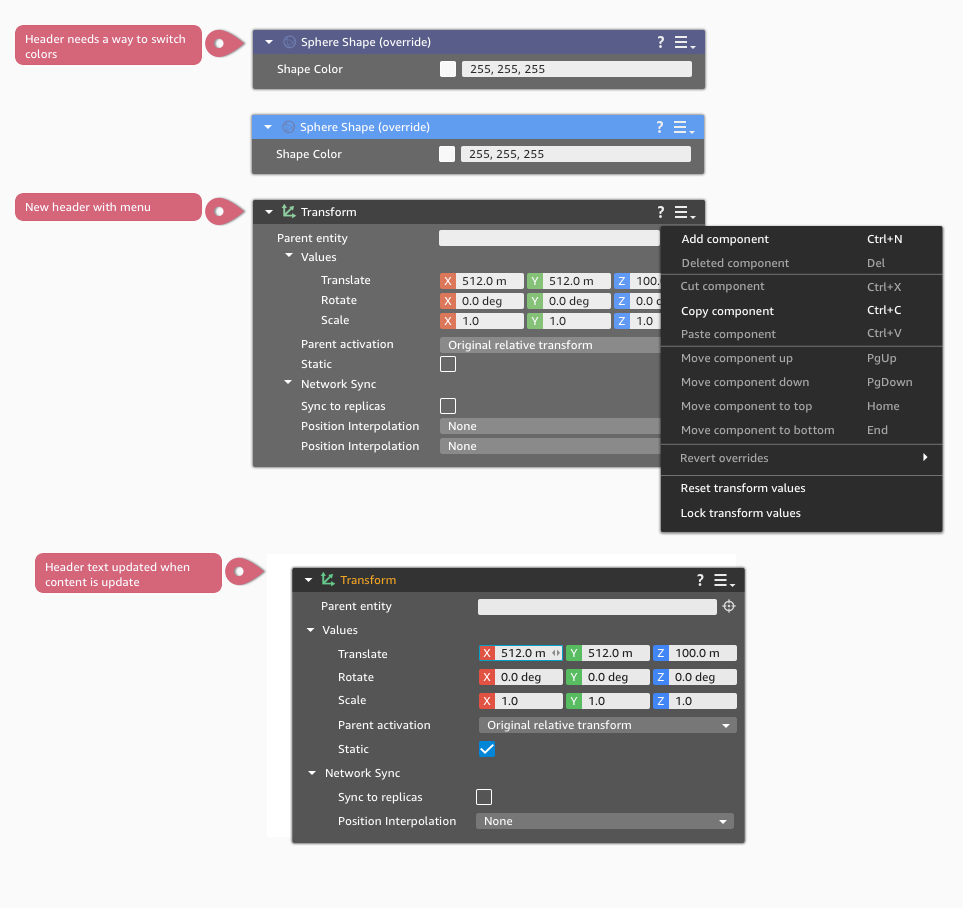 Header needs a way to switch
colors
Sphere Shape (override) ?
Shape Color 255, 255, 255
Sphere Shape (override) ?
Shape Color 255, 255, 255
New header with menu
Transform ?
Parent entity
Values
Translate X 512.0 m Y 512.0 m Z 100.
Rotate X 0.0 deg Y 0.0 deg Z 0.0 d
Scale X 1.0 Y 1.0 Z 1.0
Parent activation Original relative transform
Static
Network Sync
Sync to replicas
Position Interpolation None
Position Interpolation None
Add component Ctrl+N
Deleted component Del
Cut component Ctrl+X
Copy component Ctrl+C
Paste component Ctrl+V
Move component up PgUp
Move component down PgDown
Move component to top Home
Move component to bottom End
Revert overrides
Reset transform values
Lock transform values
Header text updated when
content is update
Transform ?
Parent entity
Values
Translate X 512.0 m Y 512.0 m Z 100.0 m
Rotate X 0.0 deg Y 0.0 deg Z 0.0 deg
Scale X 1.0 Y 1.0 Z 1.0
Parent activation Original relative transform
Static
Network Sync
Sync to replicas
Position Interpolation None